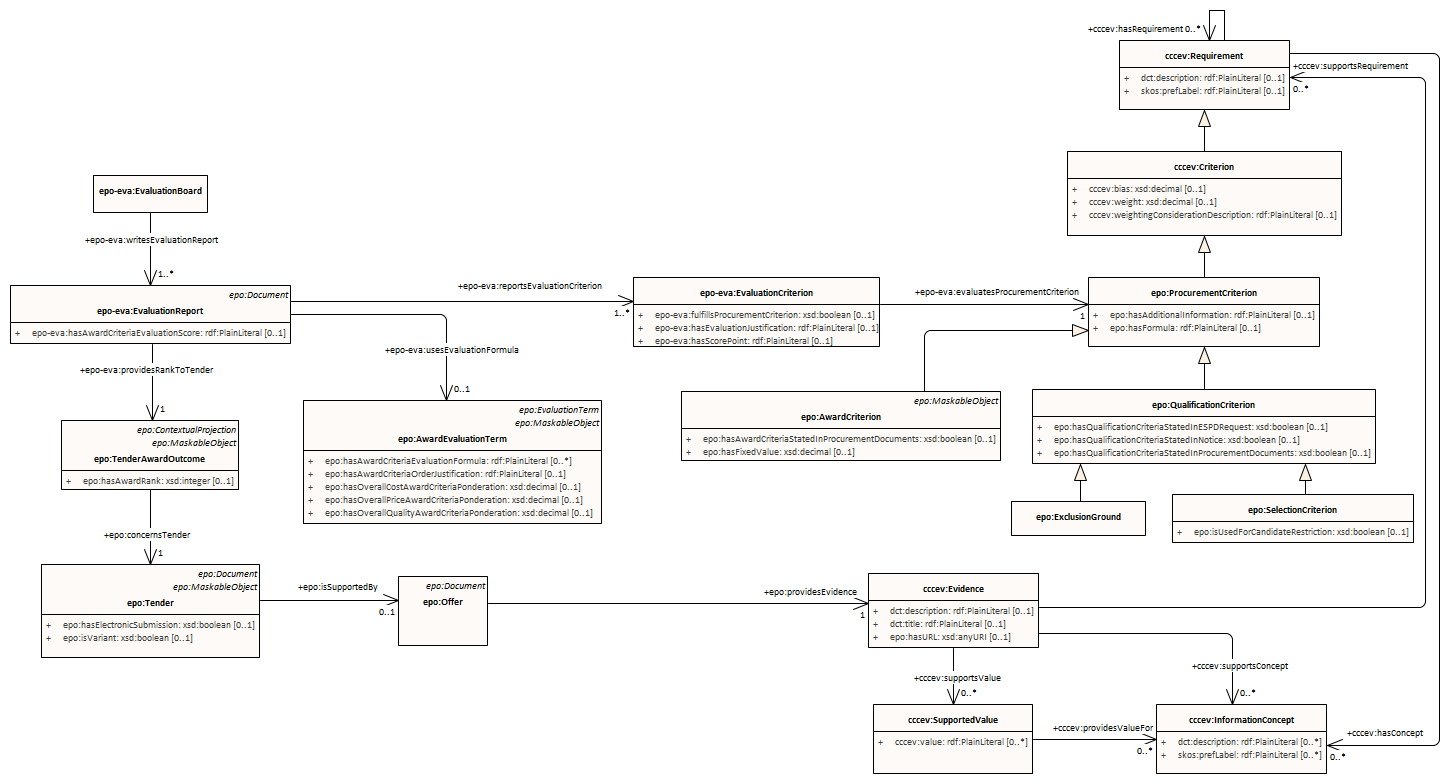 +cccev:hasRequirement 0..*
cccev:Requirement
+ dct:description: rdf:PlainLiteral [0..1]
+ skos:prefLabel: rdf:PlainLiteral [0..1]
+cccev:supportsRequirement
0..*
cccev:Criterion
+ cccev:bias: xsd:decimal [0..1]
+ cccev:weight: xsd:decimal [0..1]
+ cccev:weightingConsiderationDescription: rdf:PlainLiteral [0..1]
epo-eva:EvaluationBoard
+epo-eva:writesEvaluationReport
1..*
epo:Document
epo-eva:EvaluationReport
+ epo-eva:hasAwardCriteriaEvaluationScore: rdf:PlainLiteral [0..1]
+epo-eva:reportsEvaluationCriterion
1..*
epo-eva:EvaluationCriterion
+ epo-eva:fulfillsProcurementCriterion: xsd:boolean [0..1]
+ epo-eva:hasEvaluationJustification: rdf:PlainLiteral [0..1]
+ epo-eva:hasScorePoint: rdf:PlainLiteral [0..1]
+epo-eva:evaluatesProcurementCriterion
1
epo:ProcurementCriterion
+ epo:hasAdditionalInformation: rdf:PlainLiteral [0..1]
+ epo:hasFormula: rdf:PlainLiteral [0..1]
+epo-eva:usesEvaluationFormula
0..1
+epo-eva:providesRankToTender
1
epo:ContextualProjection
epo:MaskableObject
epo:TenderAwardOutcome
+ epo:hasAwardRank: xsd:integer [0..1]
epo:EvaluationTerm
epo:MaskableObject
epo:AwardEvaluationTerm
+ epo:hasAwardCriteriaEvaluationFormula: rdf:PlainLiteral [0..*]
+ epo:hasAwardCriteriaOrderJustification: rdf:PlainLiteral [0..1]
+ epo:hasOverallCostAwardCriteriaPonderation: xsd:decimal [0..1]
+ epo:hasOverallPriceAwardCriteriaPonderation: xsd:decimal [0..1]
+ epo:hasOverallQualityAwardCriteriaPonderation: xsd:decimal [0..1]
epo:MaskableObject
epo:AwardCriterion
+ epo:hasAwardCriteriaStatedInProcurementDocuments: xsd:boolean [0..1]
+ epo:hasFixedValue: xsd:decimal [0..1]
epo:QualificationCriterion
+ epo:hasQualificationCriteriaStatedInESPDRequest: xsd:boolean [0..1]
+ epo:hasQualificationCriteriaStatedInNotice: xsd:boolean [0..1]
+ epo:hasQualificationCriteriaStatedInProcurementDocuments: xsd:boolean [0..1]
epo:ExclusionGround
epo:SelectionCriterion
+ epo:isUsedForCandidateRestriction: xsd:boolean [0..1]
+epo:concernsTender
1
epo:Document
epo:MaskableObject
epo:Tender
+ epo:hasElectronicSubmission: xsd:boolean [0..1]
+ epo:isVariant: xsd:boolean [0..1]
+epo:isSupportedBy
0..1
epo:Document
epo:Offer
+epo:providesEvidence
1
cccev:Evidence
+ dct:description: rdf:PlainLiteral [0..1]
+ dct:title: rdf:PlainLiteral [0..1]
+ epo:hasURL: xsd:anyURI [0..1]
+cccev:supportsValue
0..*
+cccev:supportsConcept
0..*
cccev:SupportedValue
+ cccev:value: rdf:PlainLiteral [0..*]
+cccev:providesValueFor
0..*
cccev:InformationConcept
+ dct:description: rdf:PlainLiteral [0..*]
+ skos:prefLabel: rdf:PlainLiteral [0..*]
+cccev:hasConcept
0..*